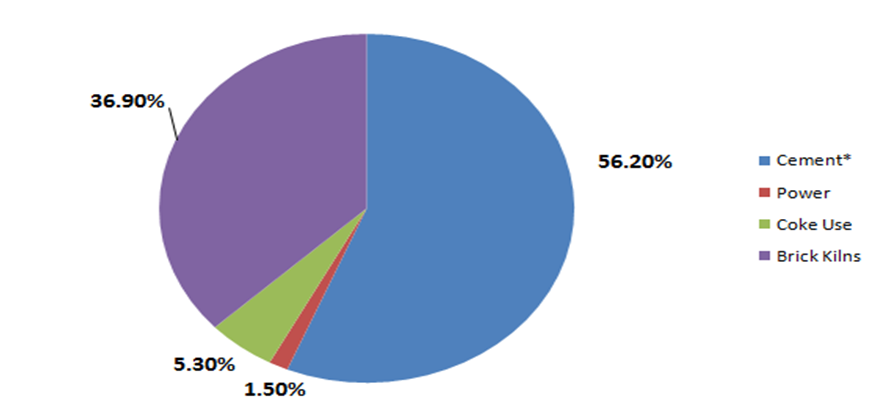 36.90%
56.20%
5.30%
1.50%
Cement*
Power
Coke Use
Brick Kilns